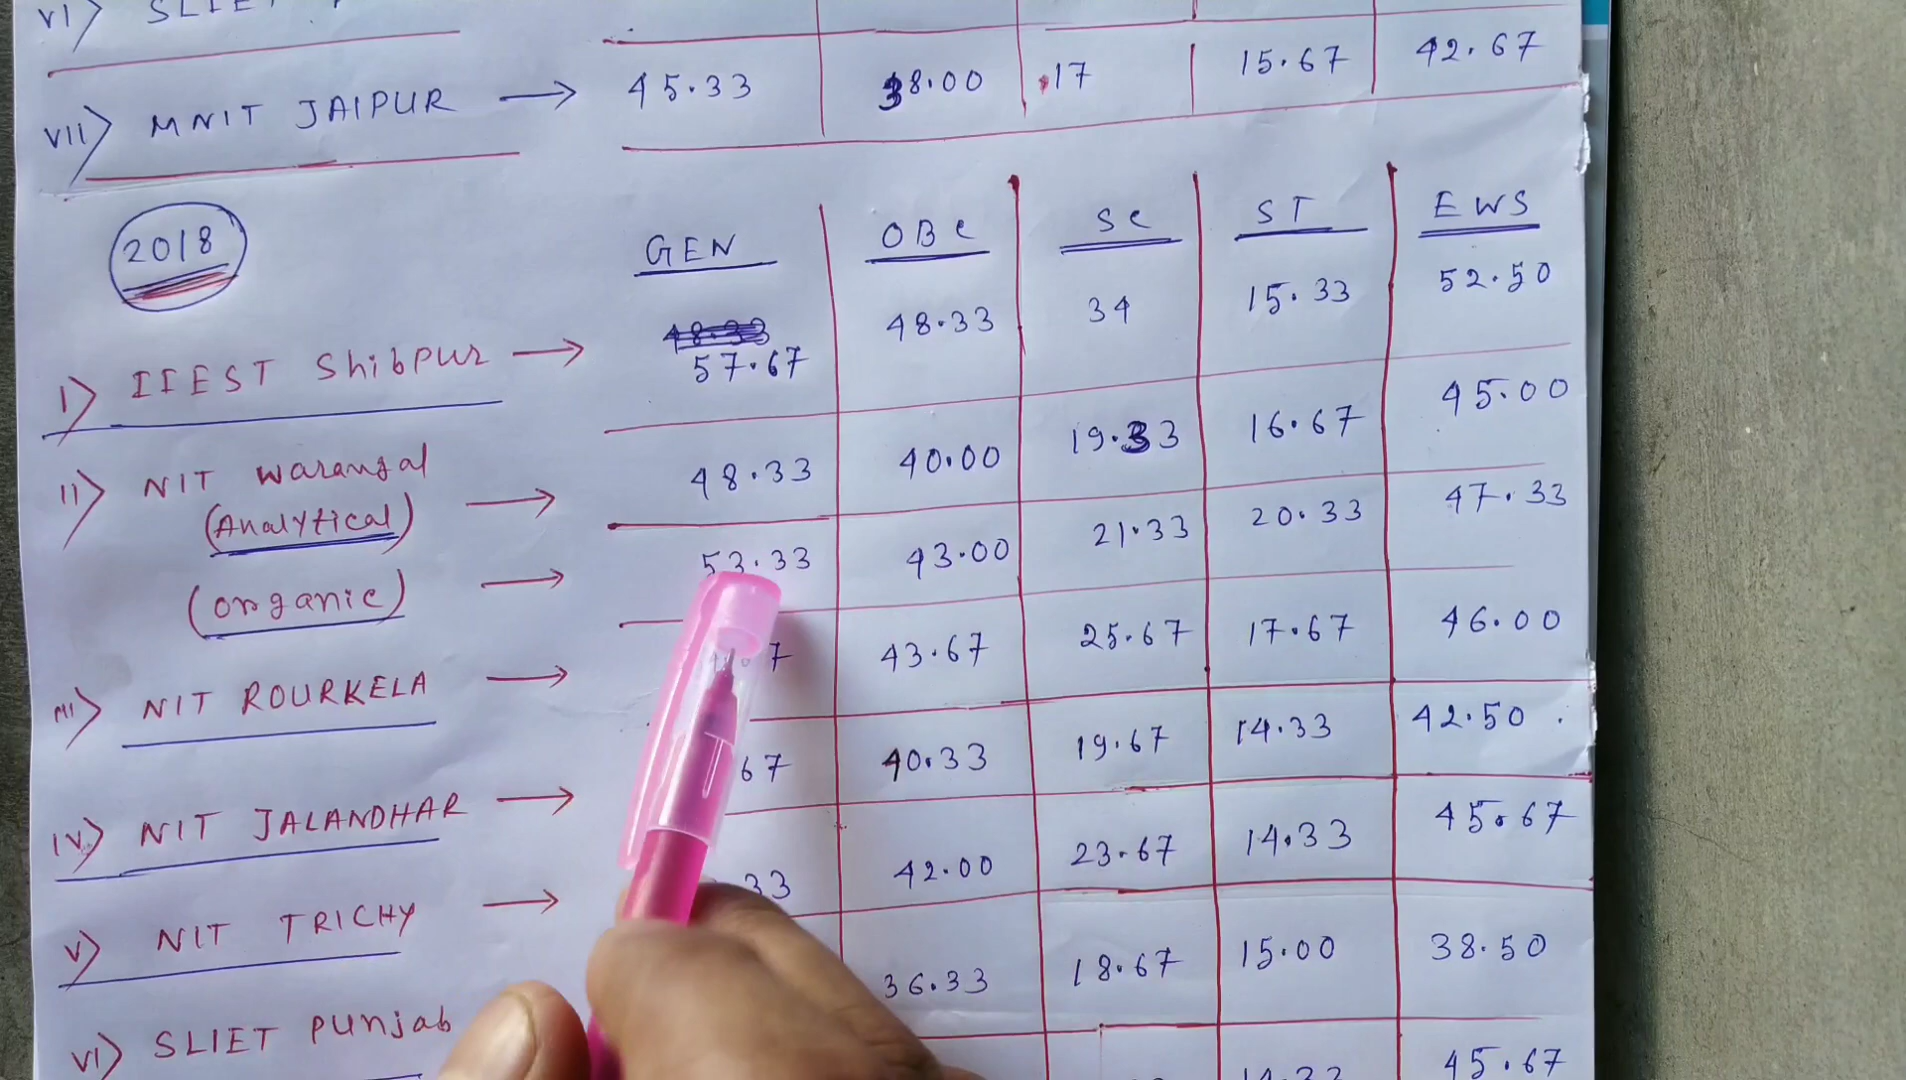 VI) SLIET
VII) MNIT JAIPUR → 45.33 38.00 17 15.67 42.67
2018 GEN OBC SC ST EWS
I) IIEST Shibpur → 57.67 48.33 34 15.33 52.50
II) NIT Warangal
(Analytical) → 48.33 40.00 19.33 16.67 45.00
(Organic) → 53.33 43.00 21.33 20.33 47.33
III) NIT ROURKELA → 7 43.67 25.67 17.67 46.00
IV) NIT JALANDHAR → 67 40.33 19.67 14.33 42.50
V) NIT TRICHY → 33 42.00 23.67 14.33 45.67
VI) SLIET Punjab 36.33 18.67 15.00 38.50
45.67